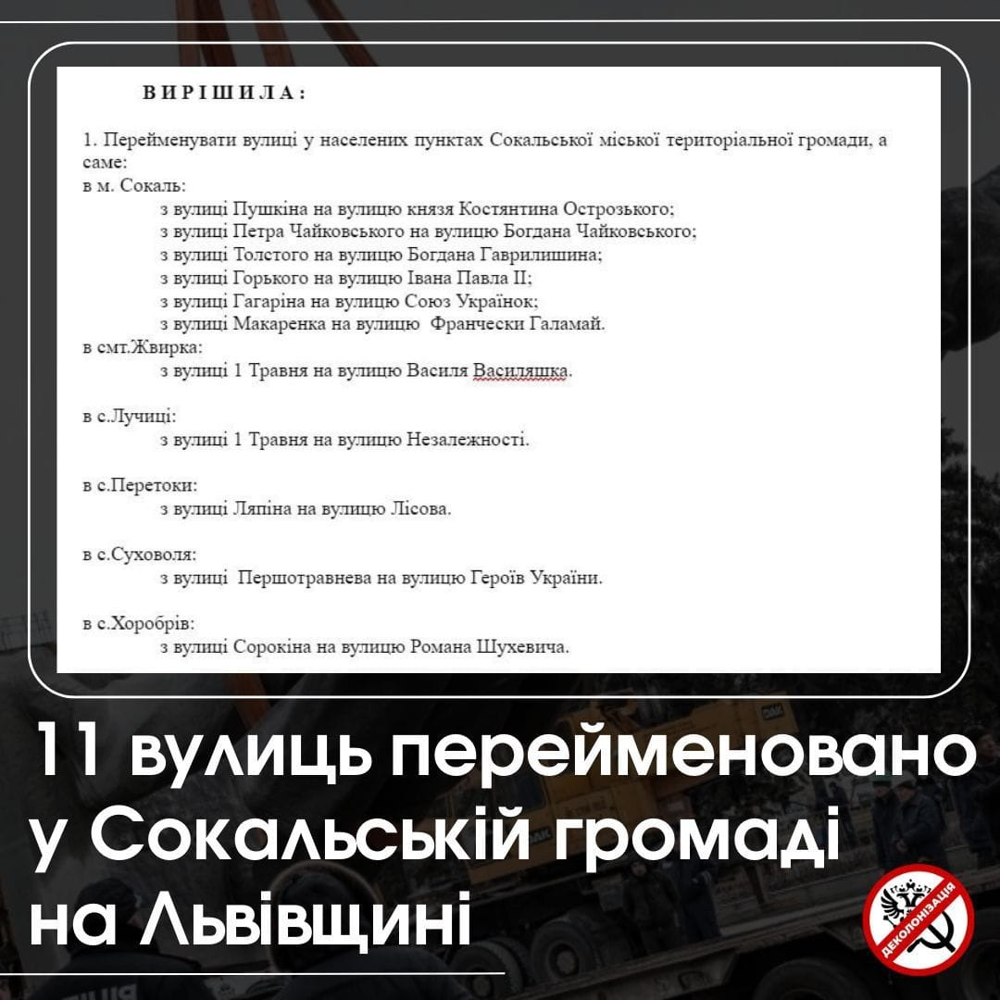 ВИРІШИЛА:
1. Перейменувати вулиці у населених пунктах Сокальської міської територіальної громади, а
саме:
в м. Сокаль:
з вулиці Пушкіна на вулицю князя Костянтина Острозького;
з вулиці Петра Чайковського на вулицю Богдана Чайковського;
з вулиці Толстого на вулицю Богдана Гаврилишина;
з вулиці Горького на вулицю Івана Павла ІІ;
з вулиці Гагаріна на вулицю Союз Українок;
з вулиці Макаренка на вулицю Франчески Галамай.
в смт.Жвирка:
з вулиці 1 Травня на вулицю Василя Василяшка.
в с.Лучиці:
з вулиці 1 Травня на вулицю Незалежності.
в с.Перетоки:
з вулиці Ляпіна на вулицю Лісова.
в с.Суховоля:
з вулиці Першотравнева на вулицю Героїв України.
в с.Хоробрів:
з вулиці Сорокіна на вулицю Романа Шухевича.
11 вулиць перейменовано
у Сокальській громаді
на Львівщині
ДЕКОЛОНІЗАЦІЯ